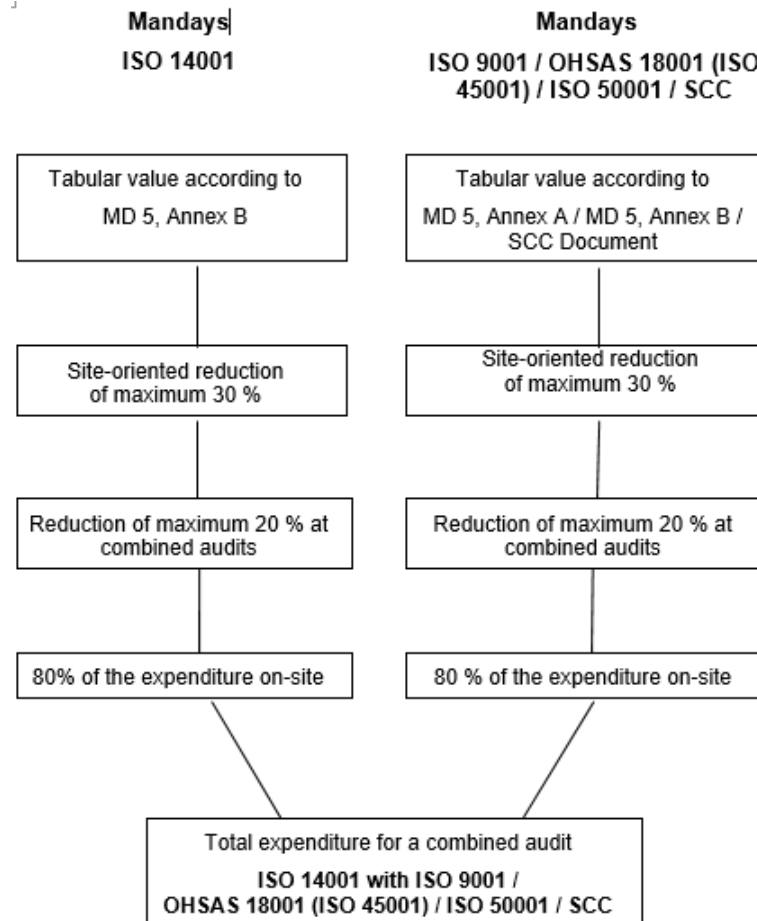 Mandays
ISO 14001
Mandays
ISO 9001 / OHSAS 18001 (ISO
45001) / ISO 50001 / SCC
Tabular value according to
MD 5, Annex B
Tabular value according to
MD 5, Annex A / MD 5, Annex B /
SCC Document
Site-oriented reduction
of maximum 30 %
Site-oriented reduction
of maximum 30 %
Reduction of maximum 20 % at
combined audits
Reduction of maximum 20 % at
combined audits
80% of the expenditure on-site
80 % of the expenditure on-site
Total expenditure for a combined audit
ISO 14001 with ISO 9001 /
OHSAS 18001 (ISO 45001) / ISO 50001 / SCC